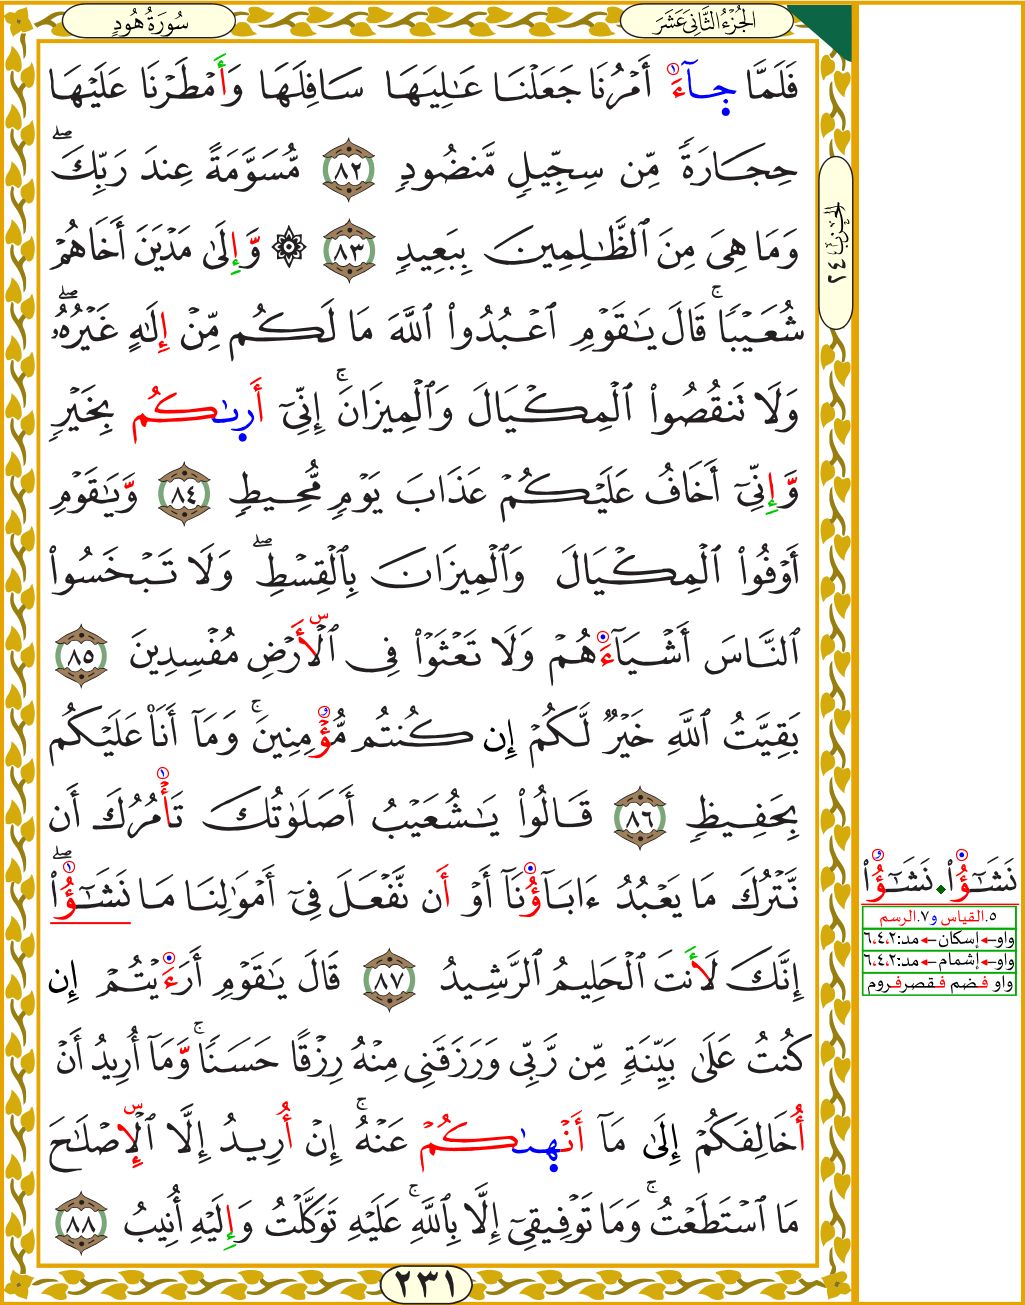 الجُزْءُ الثَّانِيَ عَشَرَ
سُورَةُ هُودٍ
فَلَمَّا جَآءَ أَمْرُنَا جَعَلْنَا عَٰلِيَهَا سَافِلَهَا وَأَمْطَرْنَا عَلَيْهَا
حِجَارَةً مِّن سِجِّيلٍ مَّنضُودٍ ٨٢ مُّسَوَّمَةً عِندَ رَبِّكَ ۖ
وَمَا هِىَ مِنَ ٱلظَّٰلِمِينَ بِبَعِيدٍ ٨٣ ۞ وَّإِلَىٰ مَدْيَنَ أَخَاهُمْ
شُعَيْبًا ۚ قَالَ يَٰقَوْمِ ٱعْبُدُوا۟ ٱللَّهَ مَا لَكُم مِّنْ إِلَٰهٍ غَيْرُهُۥ ۖ
وَلَا تَنقُصُوا۟ ٱلْمِكْيَالَ وَٱلْمِيزَانَ ۚ إِنِّىٓ أَرِىٰكُم بِخَيْرٍ
وَّإِنِّىٓ أَخَافُ عَلَيْكُمْ عَذَابَ يَوْمٍ مُّحِيطٍ ٨٤ وَّيَٰقَوْمِ
أَوْفُوا۟ ٱلْمِكْيَالَ وَٱلْمِيزَانَ بِٱلْقِسْطِ ۖ وَلَا تَبْخَسُوا۟
ٱلنَّاسَ أَشْيَآءَهُمْ وَلَا تَعْثَوْا۟ فِى ٱلْأَرْضِ مُفْسِدِينَ ٨٥
بَقِيَّتُ ٱللَّهِ خَيْرٌ لَّكُمْ إِن كُنتُم مُّؤْمِنِينَ ۚ وَمَآ أَنَا۠ عَلَيْكُم
بِحَفِيظٍ ٨٦ قَالُوا۟ يَٰشُعَيْبُ أَصَلَوٰتُكَ تَأْمُرُكَ أَن
نَّتْرُكَ مَا يَعْبُدُ ءَابَآؤُنَآ أَوْ أَن نَّفْعَلَ فِىٓ أَمْوَٰلِنَا مَا نَشَٰٓؤُا۟ ۖ
إِنَّكَ لَأَنتَ ٱلْحَلِيمُ ٱلرَّشِيدُ ٨٧ قَالَ يَٰقَوْمِ أَرَءَيْتُمْ إِن
كُنتُ عَلَىٰ بَيِّنَةٍ مِّن رَّبِّى وَرَزَقَنِى مِنْهُ رِزْقًا حَسَنًا ۚ وَّمَآ أُرِيدُ أَنْ
أُخَالِفَكُمْ إِلَىٰ مَآ أَنْهِىٰكُمْ عَنْهُ ۚ إِنْ أُرِيدُ إِلَّا ٱلْإِصْلَٰحَ
مَا ٱسْتَطَعْتُ ۚ وَمَا تَوْفِيقِىٓ إِلَّا بِٱللَّهِ ۚ عَلَيْهِ تَوَكَّلْتُ وَإِلَيْهِ أُنِيبُ ٨٨
٢٣١
الحزب ٢٤
نَشَٰٓؤُا۟ . نَشَٰٓؤُا۟
٥.القياس و٧.الرسم
واو←إسكان←مد:٦،٤،٢
واو←إشمام←مد:٦،٤،٢
واو فضم فقصرفروم